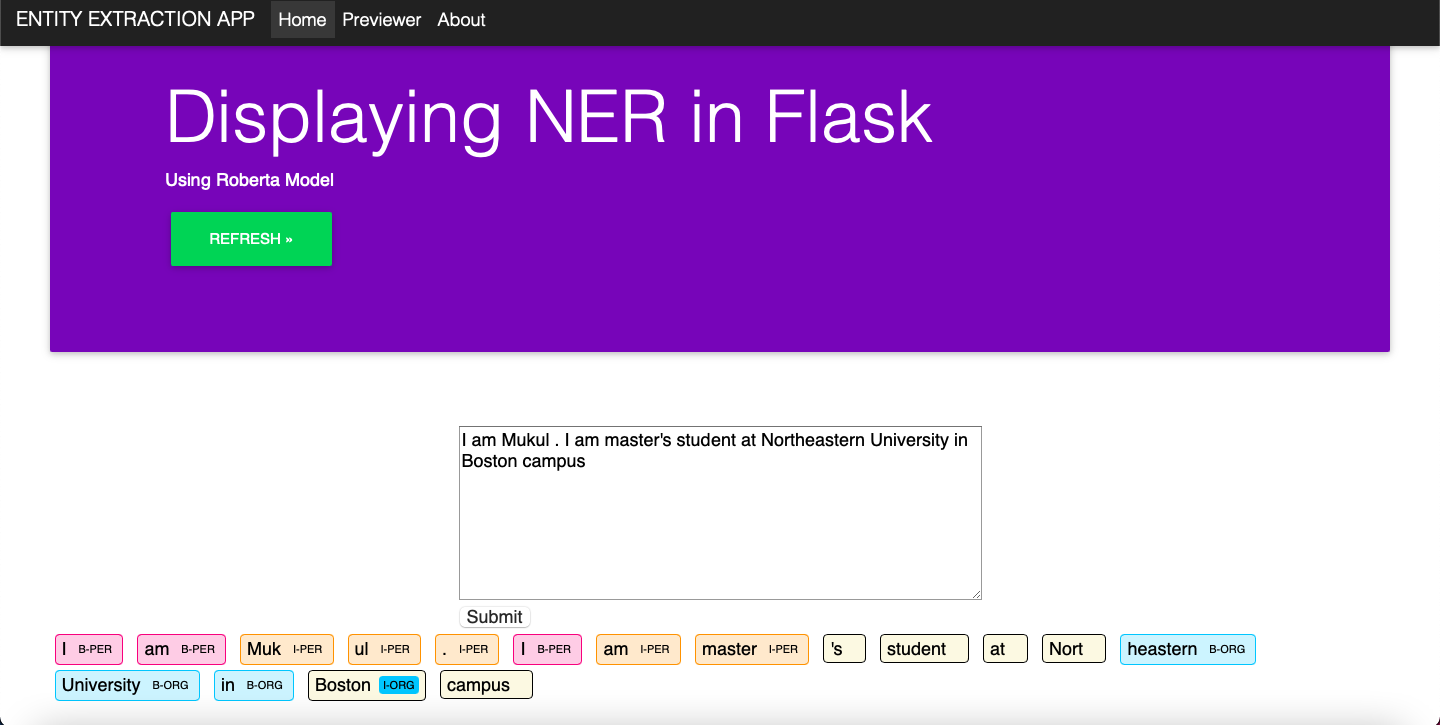 ENTITY EXTRACTION APP Home Previewer About
Displaying NER in Flask
Using Roberta Model
REFRESH »
I am Mukul . I am master's student at Northeastern University in
Boston campus
Submit
I B-PER am B-PER Muk I-PER ul I-PER . I-PER I B-PER am I-PER master I-PER 's student at Nort heastern B-ORG
University B-ORG in B-ORG Boston I-ORG campus